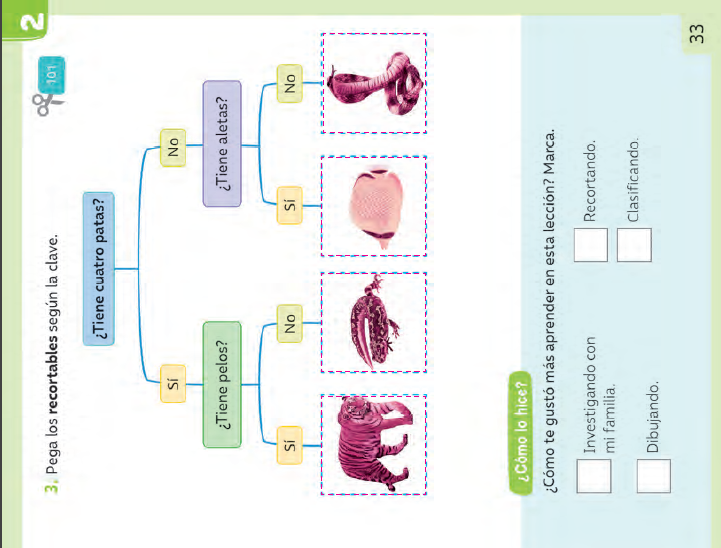 2
101
3. Pega los recortables según la clave.
¿Tiene cuatro patas?
Sí
No
¿Tiene pelos?
¿Tiene aletas?
Sí
No
Sí
No
¿Cómo lo hice?
¿Cómo te gustó más aprender en esta lección? Marca.
Investigando con
mi familia.
Recortando.
Dibujando.
Clasificando.
33